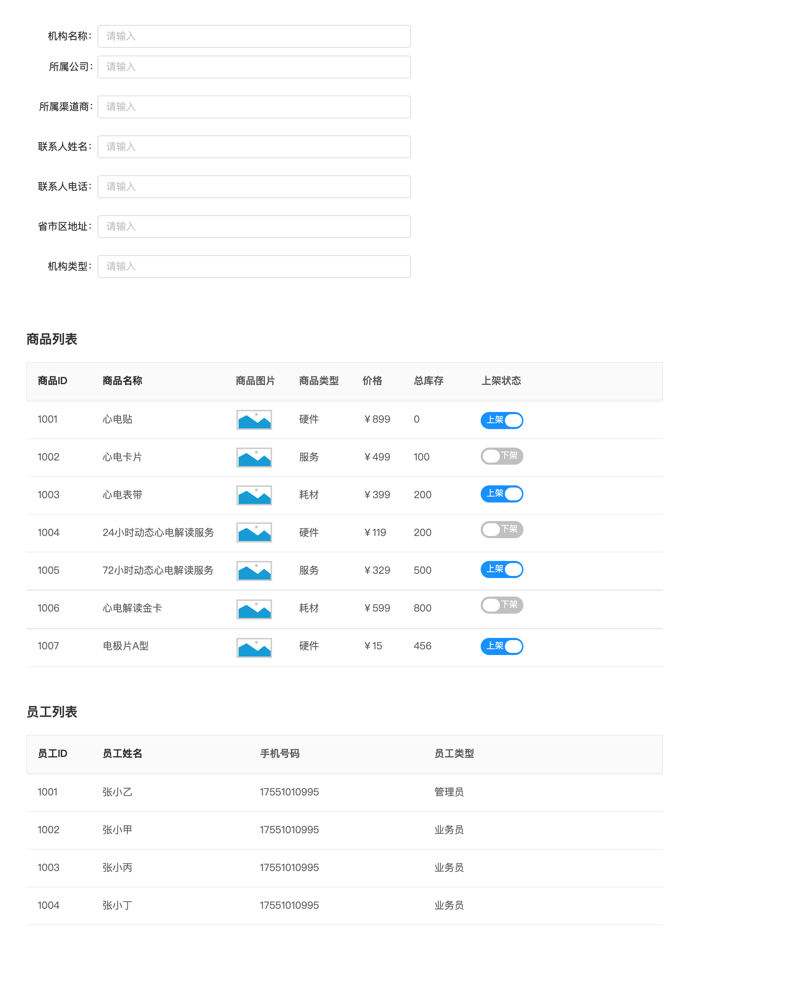 机构名称： 请输入
所属公司： 请输入
所属渠道商： 请输入
联系人姓名： 请输入
联系人电话： 请输入
省市区地址： 请输入
机构类型： 请输入
商品列表
商品ID 商品名称 商品图片 商品类型 价格 总库存 上架状态
1001 心电贴 硬件 ¥899 0 上架
1002 心电卡片 服务 ¥499 100 下架
1003 心电表带 耗材 ¥399 200 上架
1004 24小时动态心电解读服务 硬件 ¥119 200 下架
1005 72小时动态心电解读服务 服务 ¥329 500 上架
1006 心电解读金卡 耗材 ¥599 800 下架
1007 电极片A型 硬件 ¥15 456 上架
员工列表
员工ID 员工姓名 手机号码 员工类型
1001 张小乙 17551010995 管理员
1002 张小甲 17551010995 业务员
1003 张小丙 17551010995 业务员
1004 张小丁 17551010995 业务员